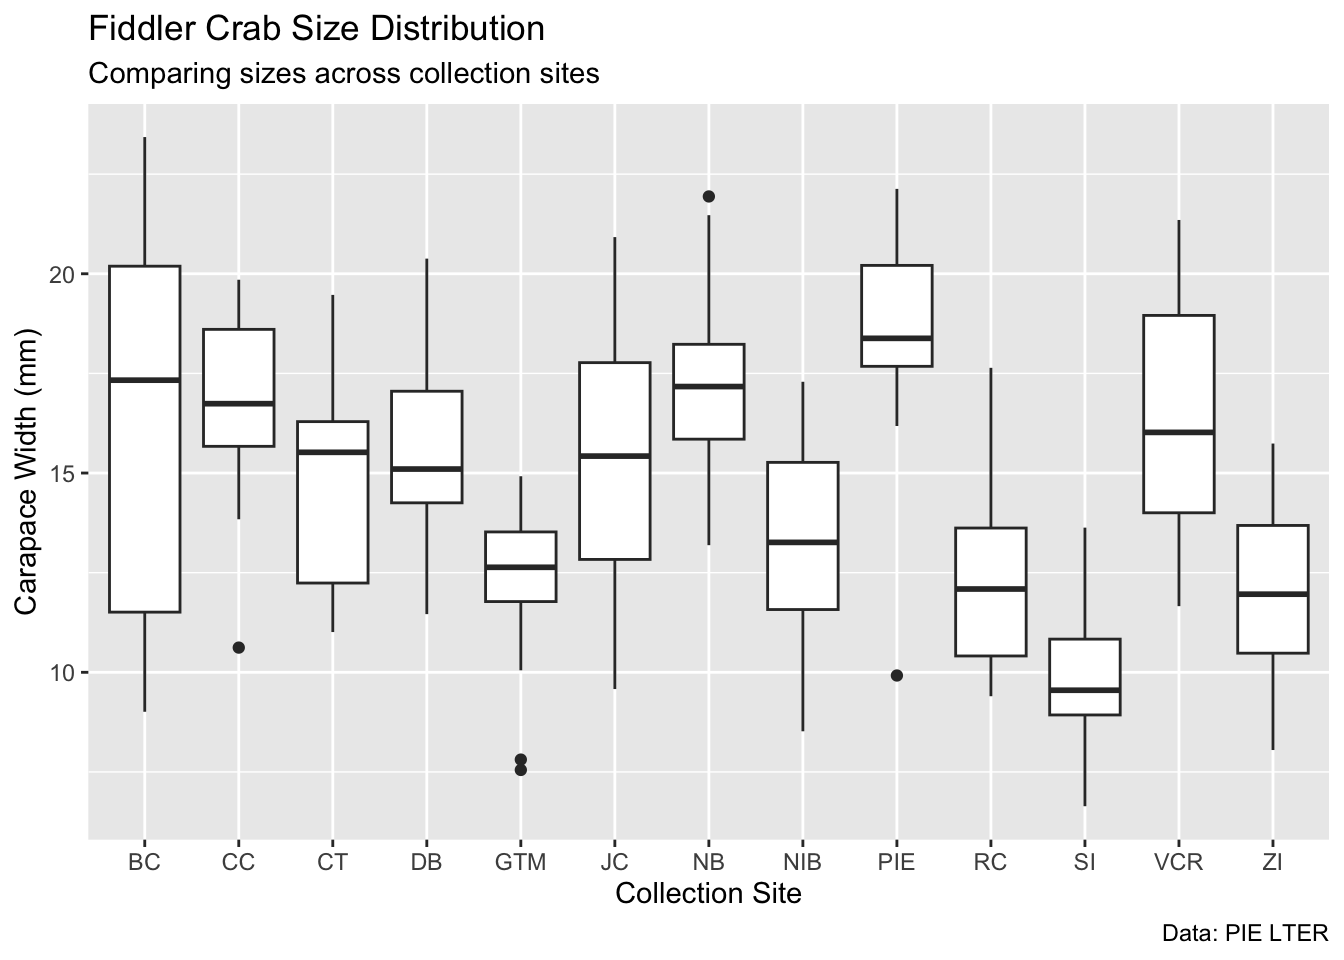 Fiddler Crab Size Distribution
Comparing sizes across collection sites
Carapace Width (mm)
20
15
10
BC CC CT DB GTM JC NB NIB PIE RC SI VCR ZI
Collection Site
Data: PIE LTER